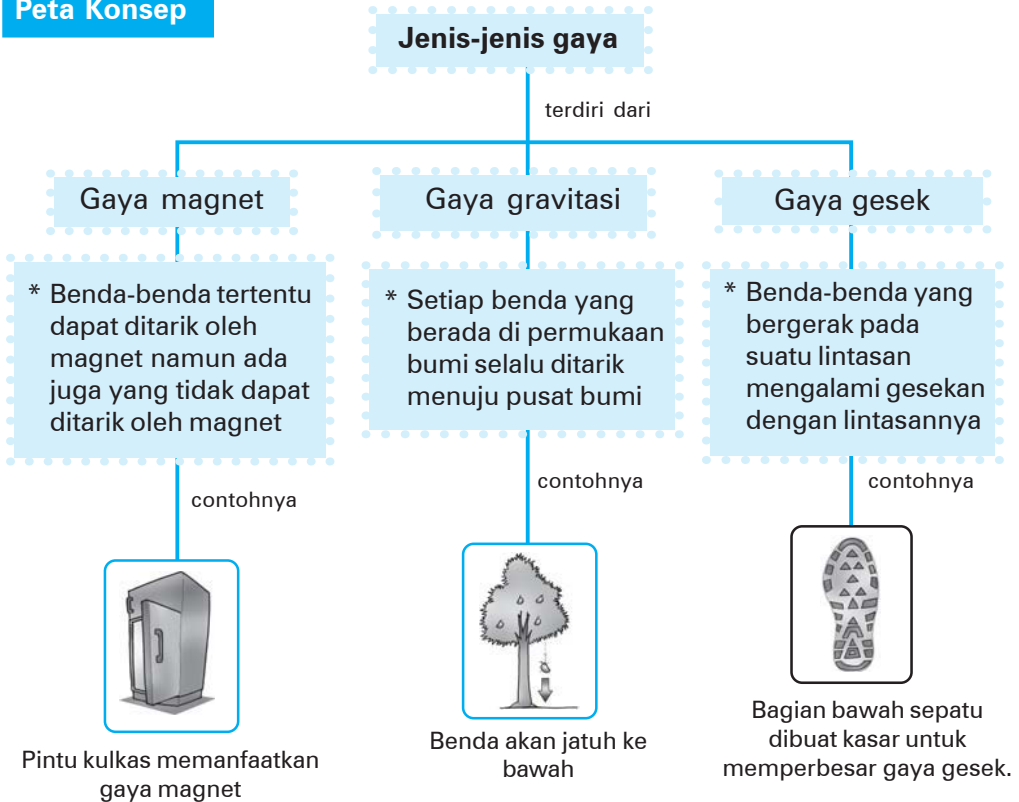 Peta Konsep
Jenis-jenis gaya
terdiri dari
Gaya magnet
* Benda-benda tertentu
dapat ditarik oleh
magnet namun ada
juga yang tidak dapat
ditarik oleh magnet
contohnya
Pintu kulkas memanfaatkan
gaya magnet
Gaya gravitasi
* Setiap benda yang
berada di permukaan
bumi selalu ditarik
menuju pusat bumi
contohnya
Benda akan jatuh ke
bawah
Gaya gesek
* Benda-benda yang
bergerak pada
suatu lintasan
mengalami gesekan
dengan lintasannya
contohnya
Bagian bawah sepatu
dibuat kasar untuk
memperbesar gaya gesek.